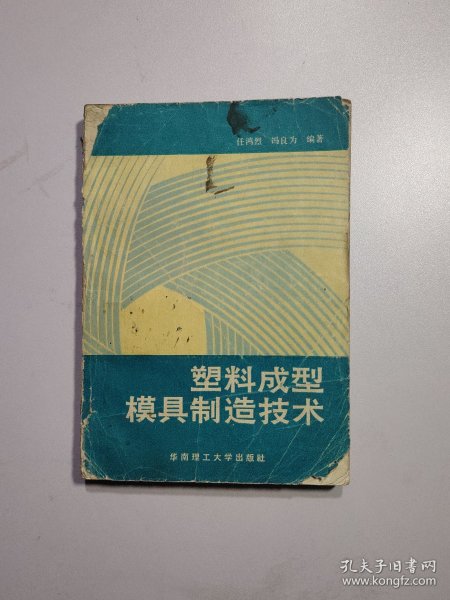 任鸿烈 冯良为 编著
塑料成型
模具制造技术
华南理工大学出版社
孔夫子旧书网
www.kongfz.com